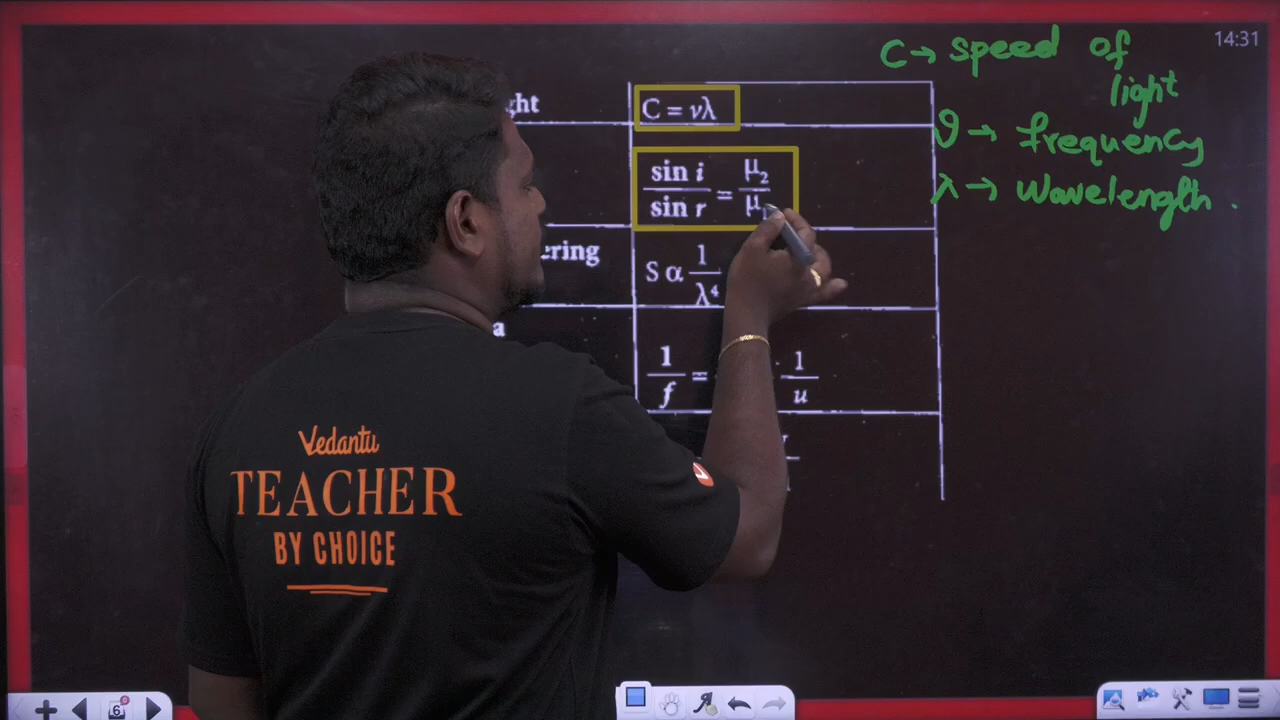 14:31
C → speed of
light
ν → frequency
λ → wavelength.
C = νλ
sin i / sin r = μ2 / μ1
ering
S α 1 / λ⁴
a
1 / f = 1 / u
Vedantu
TEACHER
BY CHOICE
6